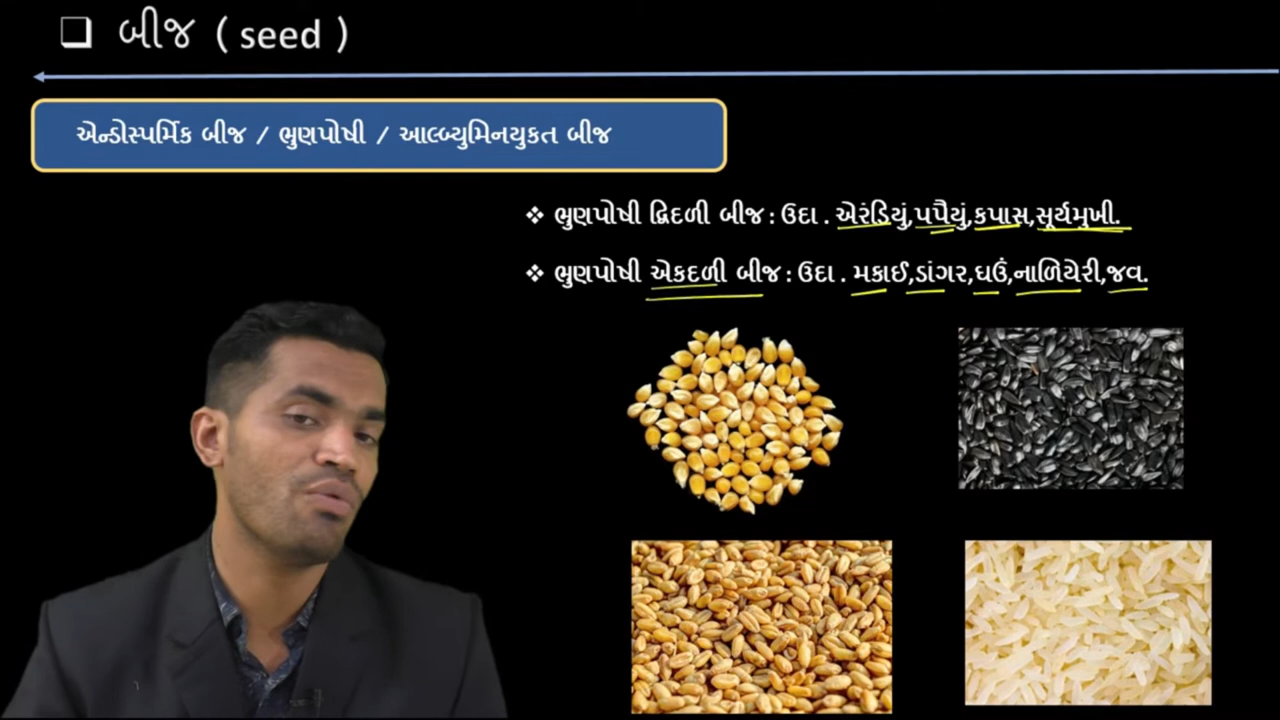 ❑ બીજ ( seed )
એન્ડોસ્પર્મિક બીજ / ભુણપોષી / આલ્બ્યુમિનયુકત બીજ
❖ ભુણપોષી દ્વિદળી બીજ : ઉદા . એરંડિયું,પપૈયું,કપાસ,સૂર્યમુખી.
❖ ભુણપોષી એકદળી બીજ : ઉદા . મકાઈ,ડાંગર,ઘઉં,નાળિયેરી,જવ.